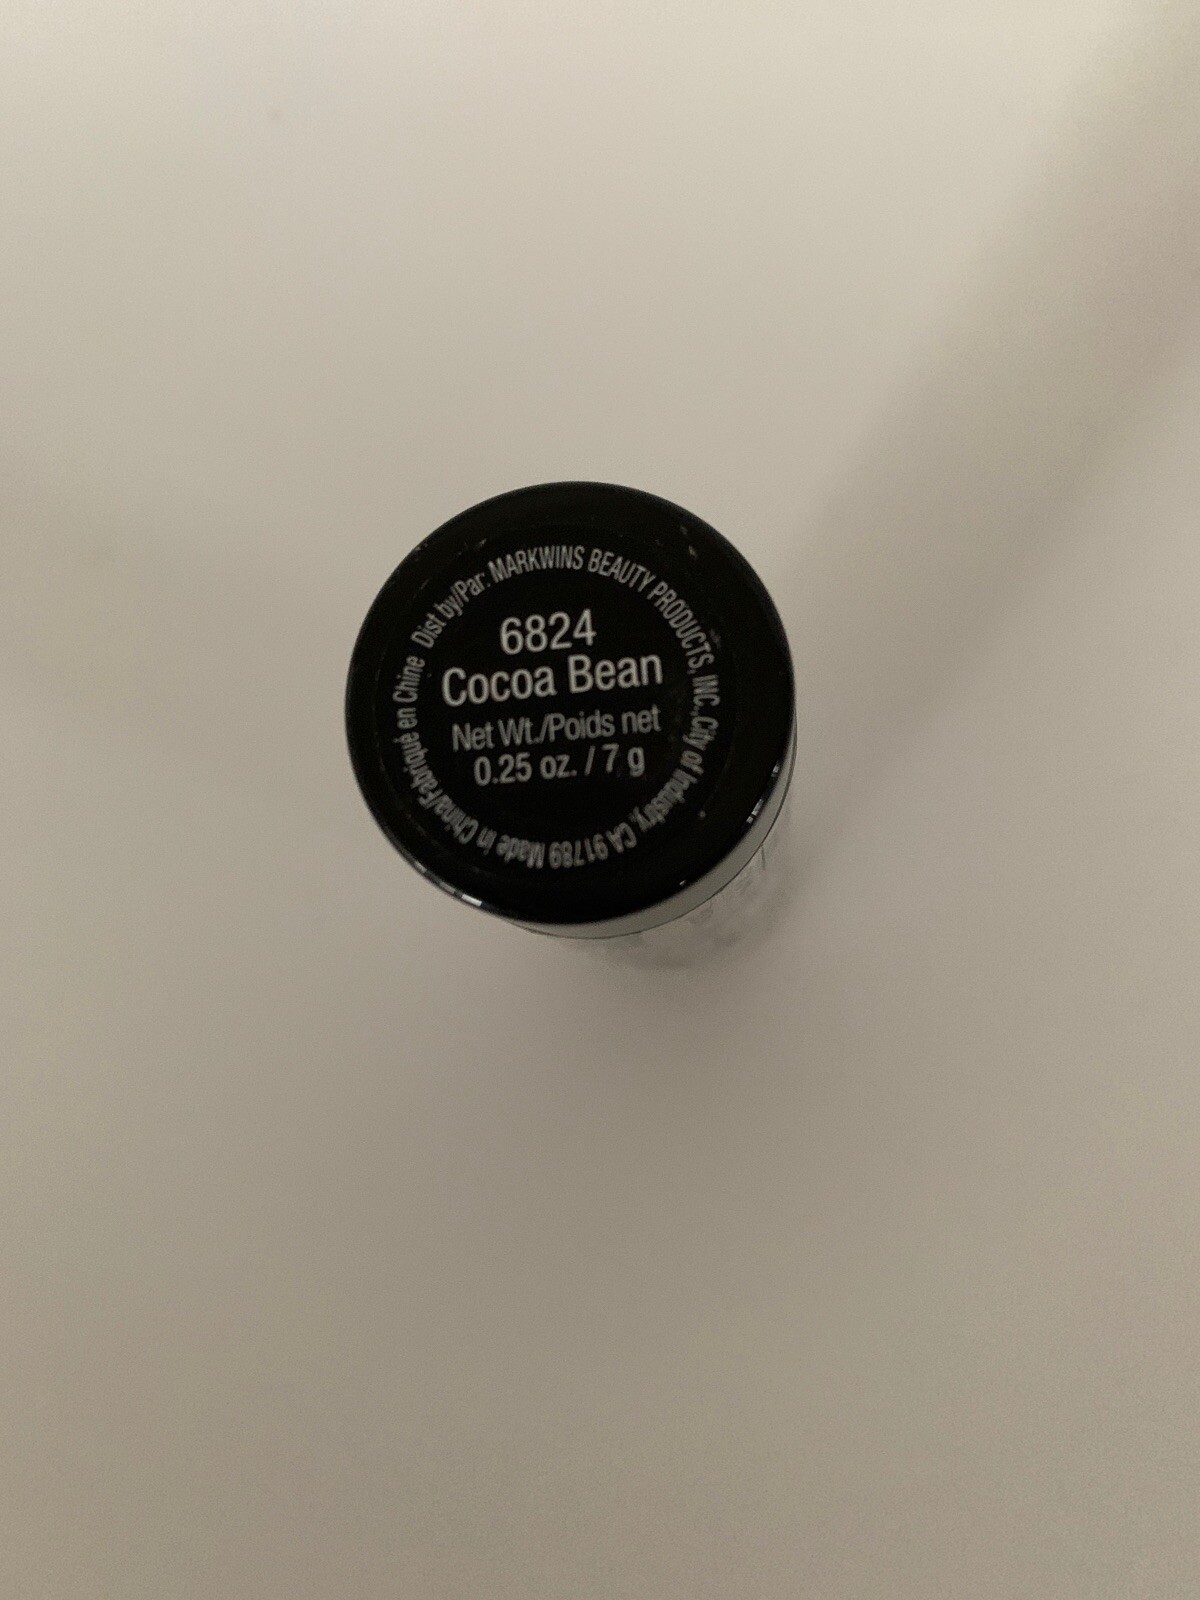 6824
Cocoa Bean
Net Wt./Poids net
0.25 oz. / 7 g
Dist by/Par: MARKWINS BEAUTY PRODUCTS, INC., City of Industry, CA 91789 Made in China/Fabriqué en Chine